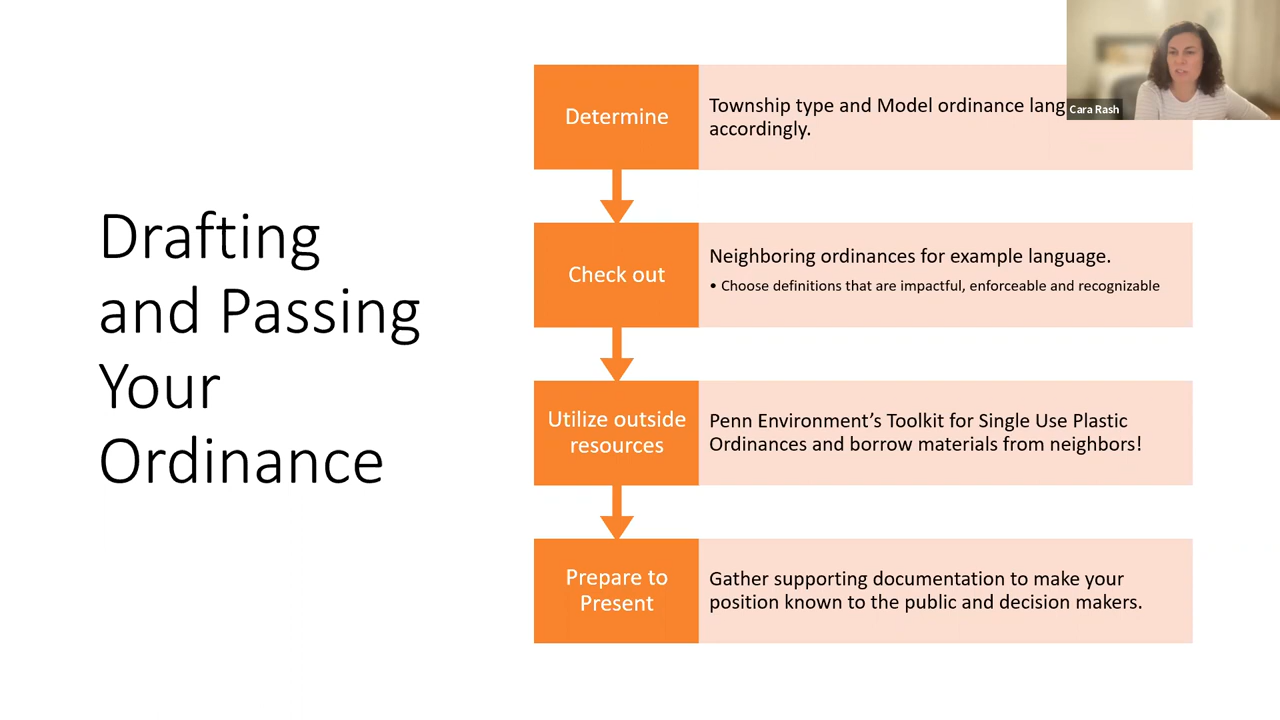 Drafting
and Passing
Your
Ordinance
Determine
Township type and Model ordinance
accordingly.
Check out
Neighboring ordinances for example language.
• Choose definitions that are impactful, enforceable and recognizable
Utilize outside
resources
Penn Environment’s Toolkit for Single Use Plastic
Ordinances and borrow materials from neighbors!
Prepare to
Present
Gather supporting documentation to make your
position known to the public and decision makers.
Cara Rash